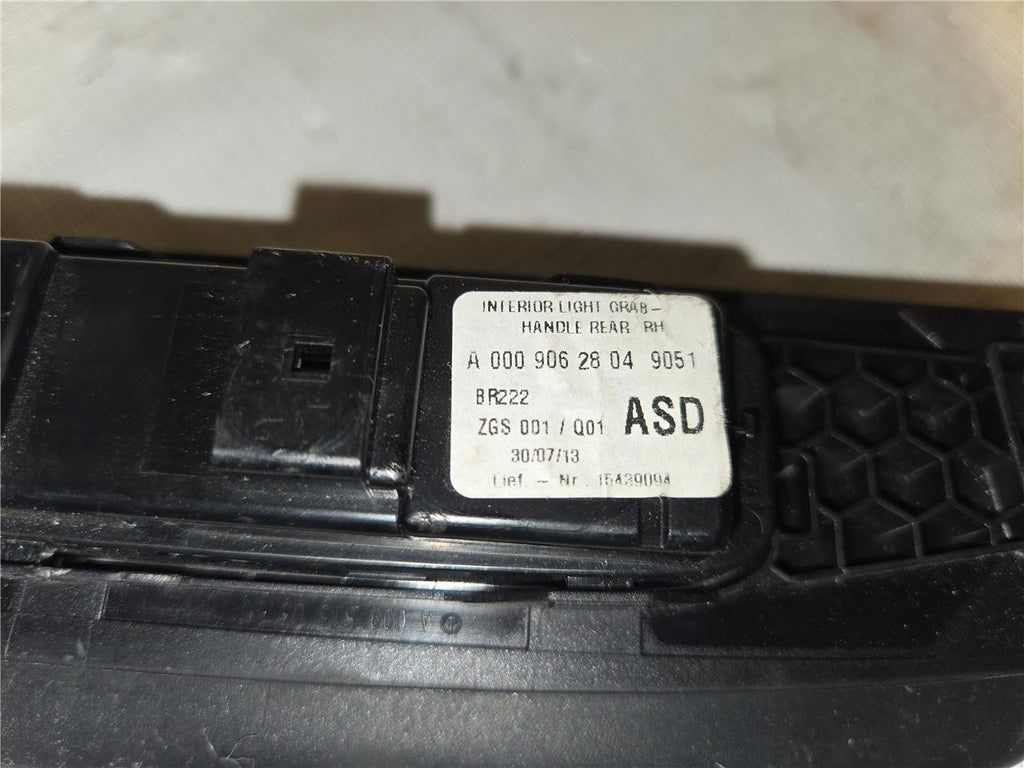 INTERIOR LIGHT GRAB-
HANDLE REAR RH
A 000 906 28 04 9051
BR222
ZGS 001 / Q01 ASD
30/07/13
Lief. - Nr. 15439094